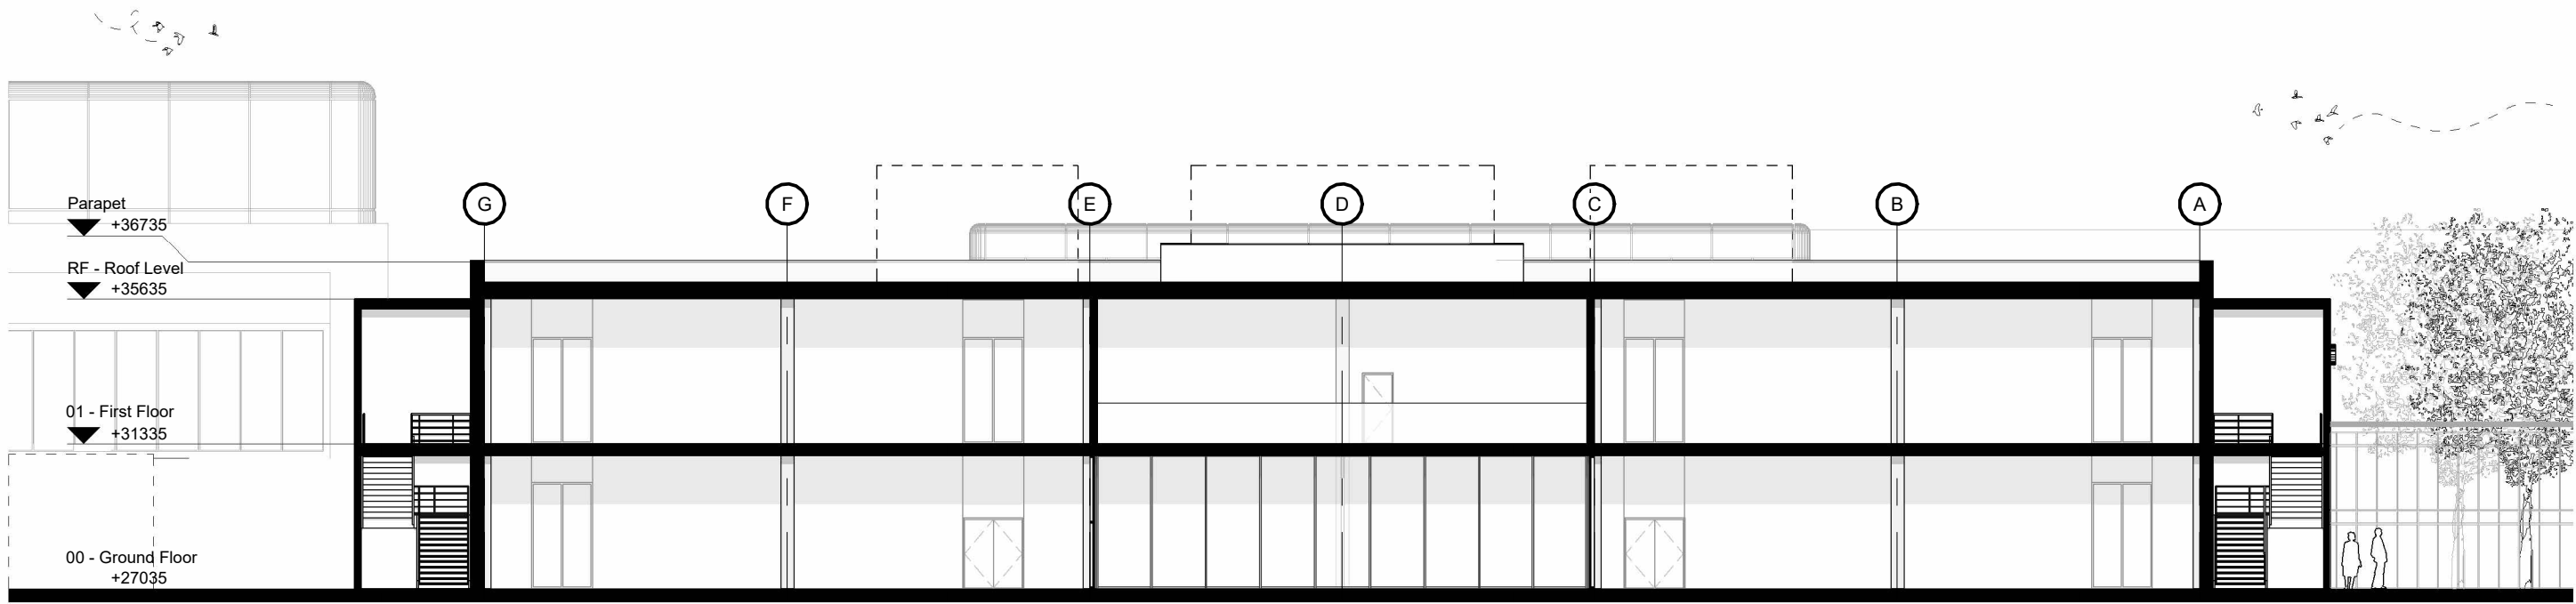 Parapet
+36735
G
F
E
D
C
B
A
RF - Roof Level
+35635
01 - First Floor
+31335
00 - Ground Floor
+27035